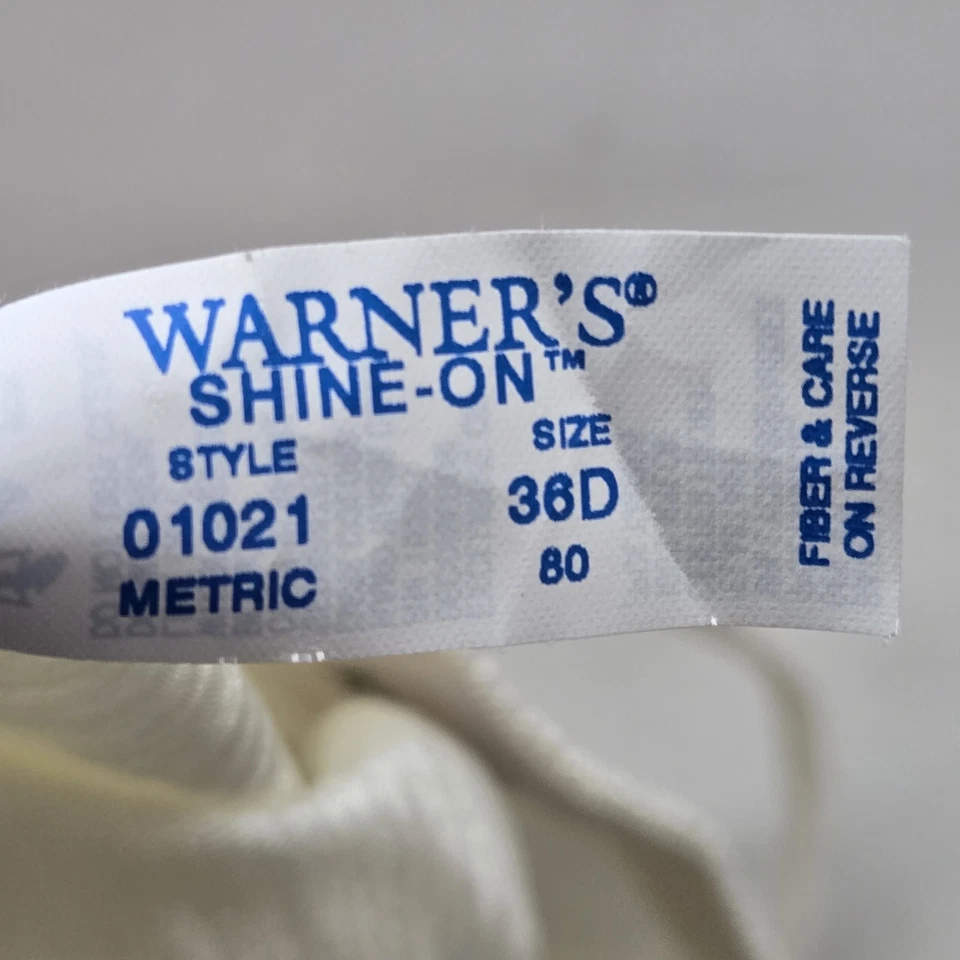 WARNER'S®
SHINE-ON™
STYLE SIZE
01021 36D
METRIC 80
FIBER & CARE
ON REVERSE